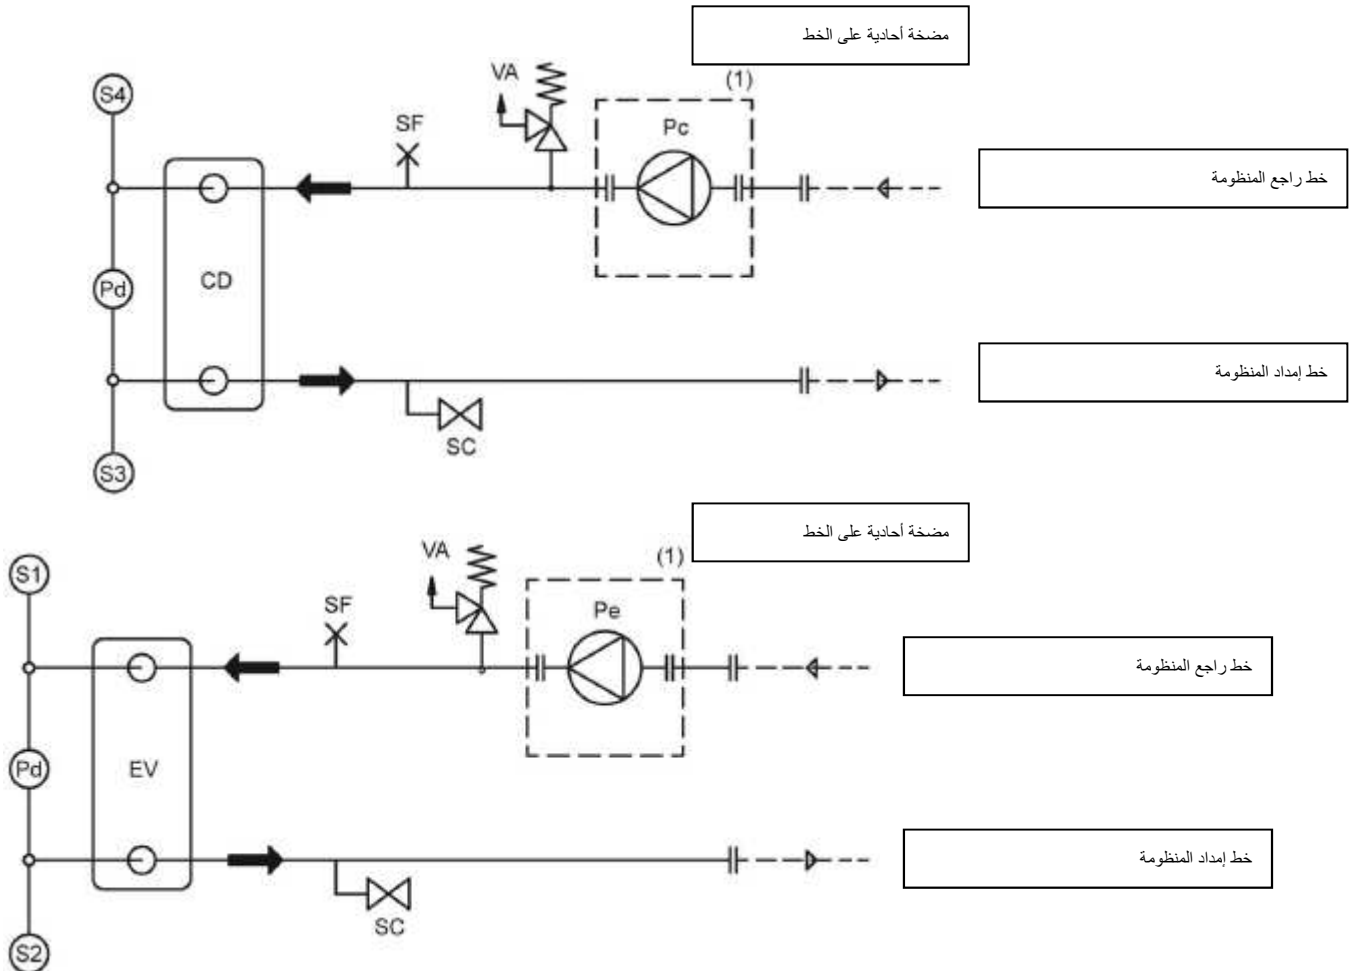 مضخة أحادية على الخط
(1)
VA
S4
SF
Pc
خط راجع المنظومة
CD
Pd
خط إمداد المنظومة
SC
S3
مضخة أحادية على الخط
VA
(1)
S1
SF
Pe
خط راجع المنظومة
Pd
EV
خط إمداد المنظومة
SC
S2